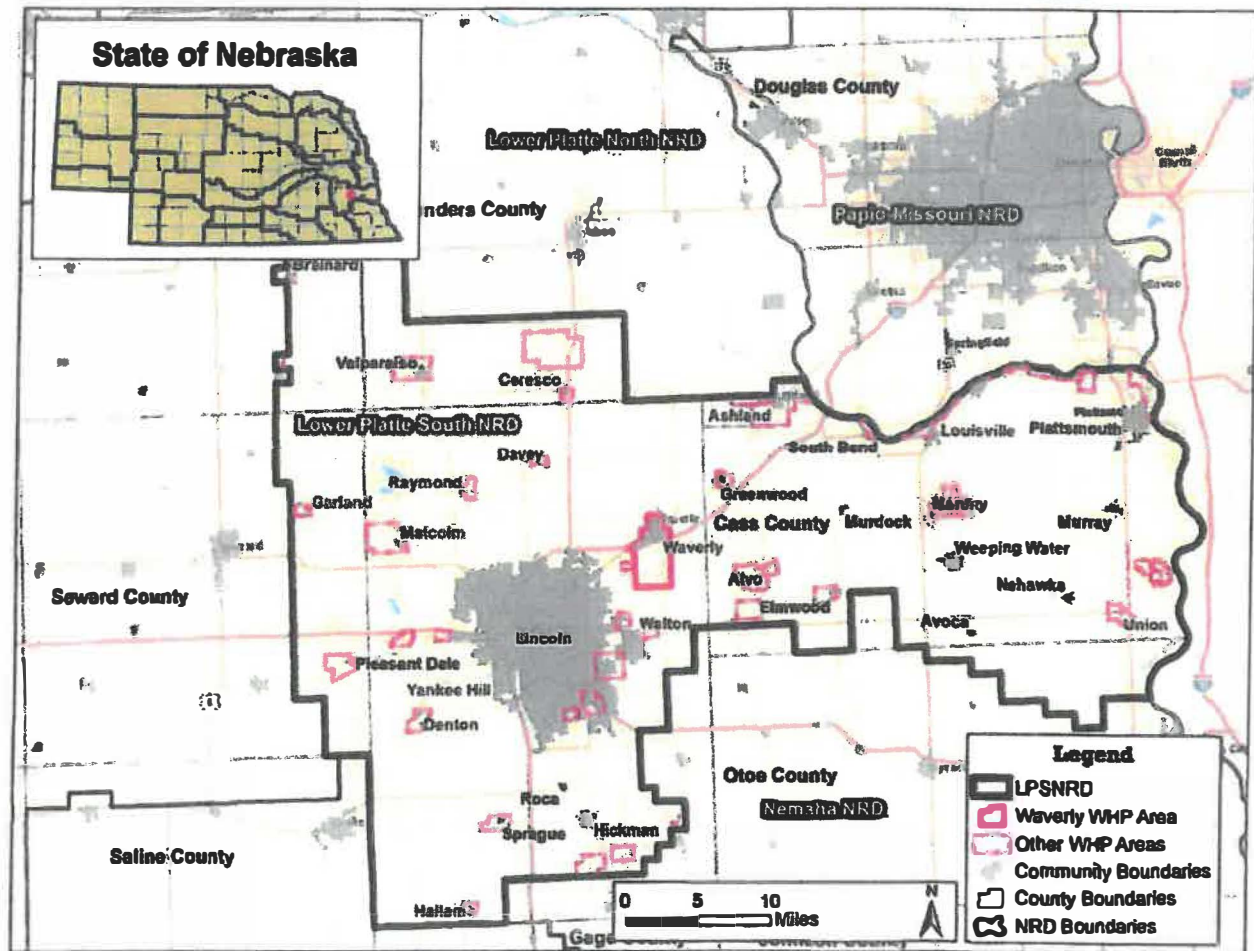 State of Nebraska
Douglas County
Lower Platte North NRD
nders County
Papio-Missouri NRD
Council
Bluffs
Brainard
Springfield
Valparaiso
Ceresco
Ashland
Lower Platte South NRD
South Bend
Louisville
Plattsmouth
Davey
Raymond
Greenwood
Garland
Cass County
Murdock
Manley
Murray
Malcolm
Waverly
Weeping Water
Alvo
Nehawka
Seward County
Elmwood
Lincoln
Walton
Avoca
Union
Pleasant Dale
Yankee Hill
Denton
Otoe County
Nemaha NRD
Roca
Sprague
Hickman
Saline County
Hallam
Legend
LPSNRD
Waverly WHP Area
Other WHP Areas
Community Boundaries
County Boundaries
NRD Boundaries
0 5 10
Miles
N